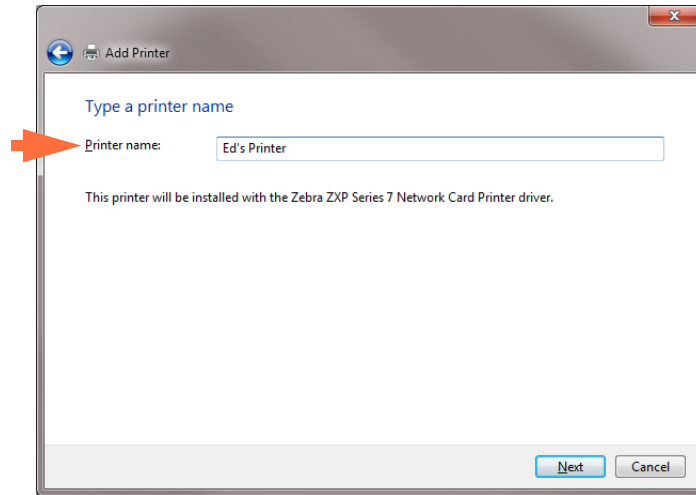 Add Printer
Type a printer name
Printer name:
Ed's Printer
This printer will be installed with the Zebra ZXP Series 7 Network Card Printer driver.
Next
Cancel